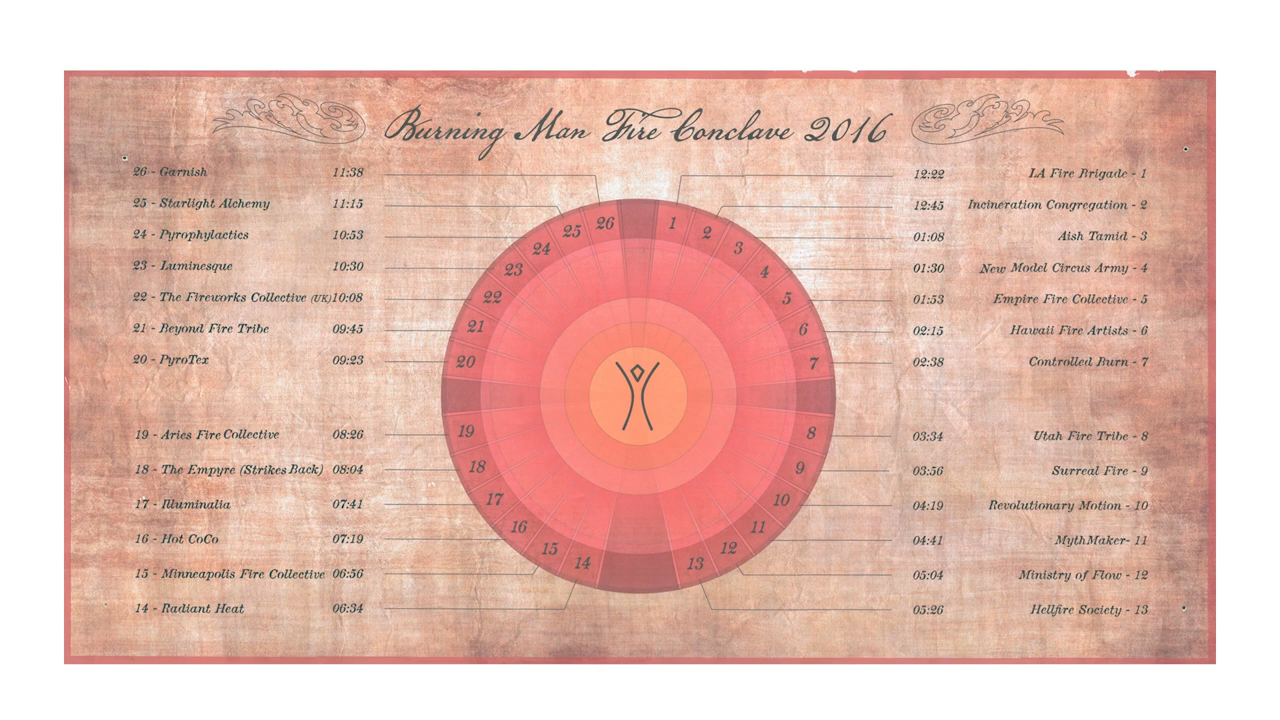 Burning Man Fire Conclave 2016
26 - Garnish 11:38
25 - Starlight Alchemy 11:15
24 - Pyrophylactics 10:53
23 - Luminesque 10:30
22 - The Fireworks Collective (UK) 10:08
21 - Beyond Fire Tribe 09:45
20 - PyroTex 09:23
19 - Aries Fire Collective 08:26
18 - The Empyre (Strikes Back) 08:04
17 - Illuminalia 07:41
16 - Hot CoCo 07:19
15 - Minneapolis Fire Collective 06:56
14 - Radiant Heat 06:34
26
25
24
23
22
21
20
19
18
17
16
15
14
1
2
3
4
5
6
7
8
9
10
11
12
13
12:22 LA Fire Brigade - 1
12:45 Incineration Congregation - 2
01:08 Aish Tamid - 3
01:30 New Model Circus Army - 4
01:53 Empire Fire Collective - 5
02:15 Hawaii Fire Artists - 6
02:38 Controlled Burn - 7
03:34 Utah Fire Tribe - 8
03:56 Surreal Fire - 9
04:19 Revolutionary Motion - 10
04:41 MythMaker- 11
05:04 Ministry of Flow - 12
05:26 Hellfire Society - 13